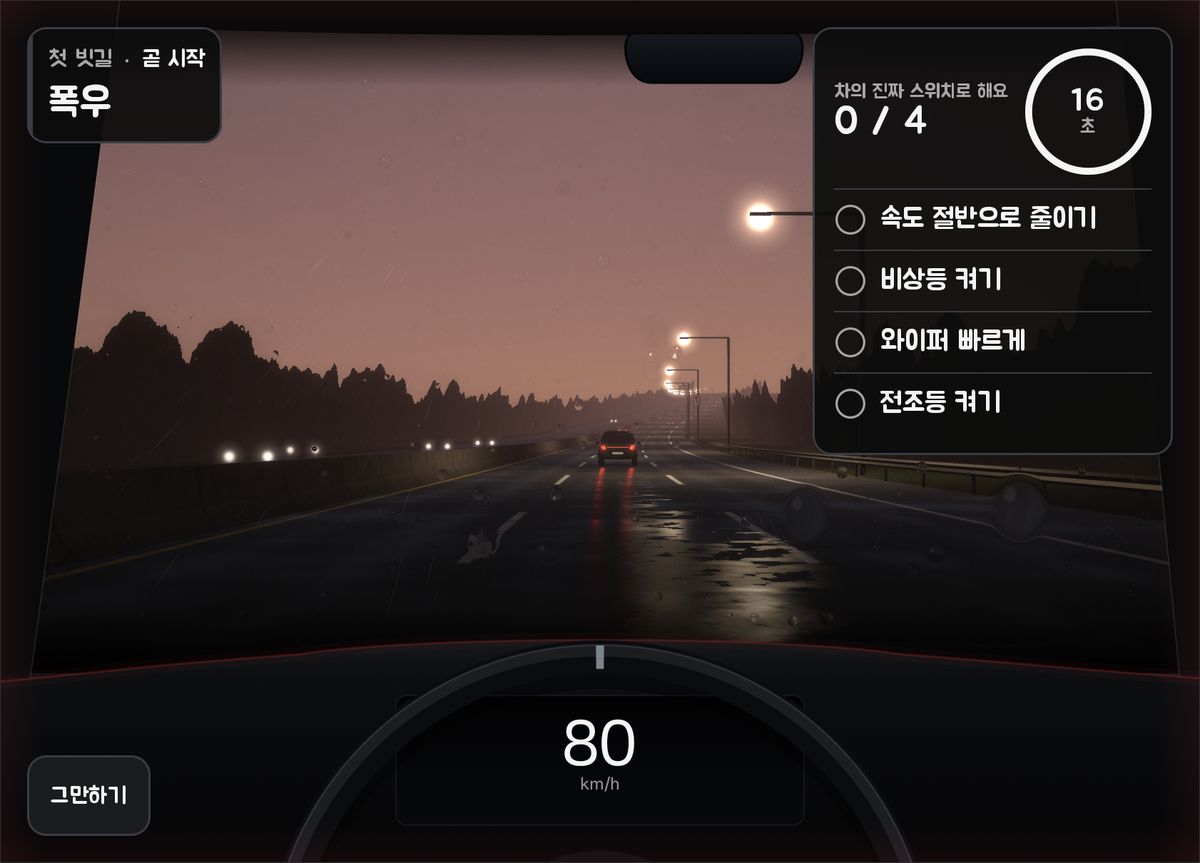 첫 빗길 · 곧 시작
폭우
차의 진짜 스위치로 해요
0 / 4
16
초
속도 절반으로 줄이기
비상등 켜기
와이퍼 빠르게
전조등 켜기
80
km/h
그만하기